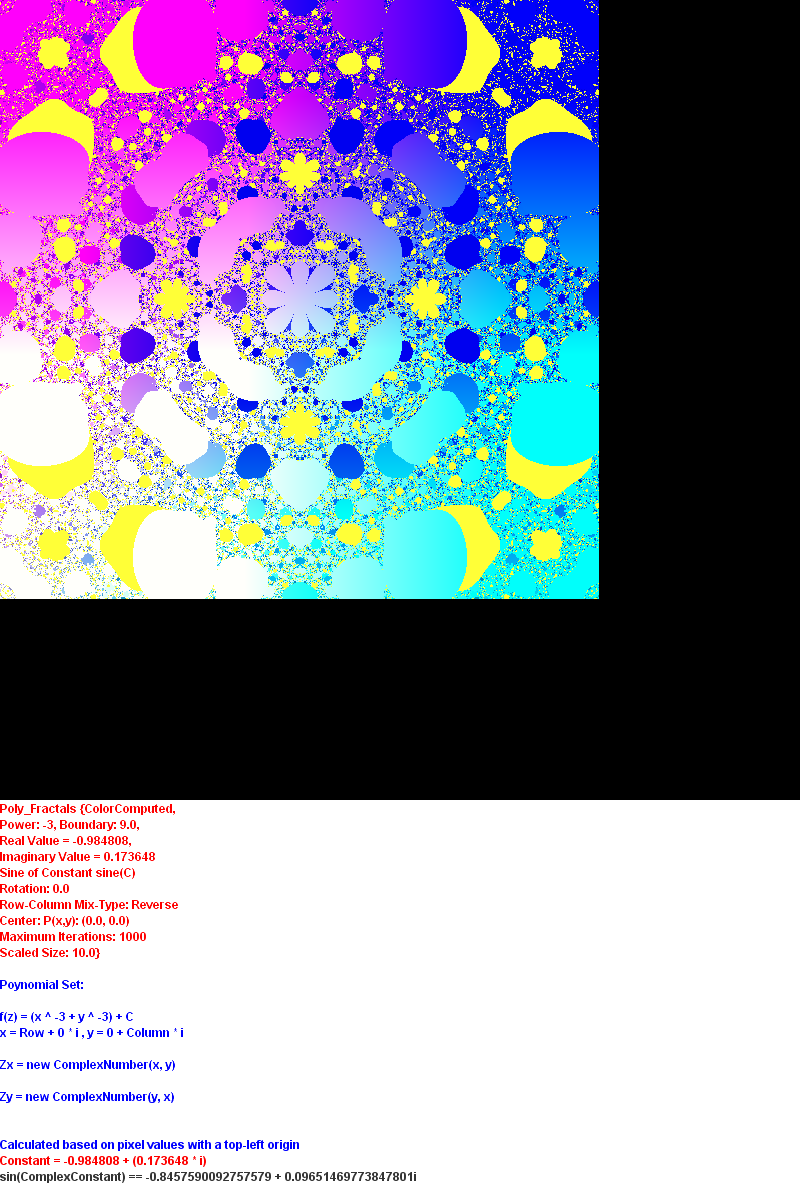 Poly_Fractals {ColorComputed,
Power: -3, Boundary: 9.0,
Real Value = -0.984808,
Imaginary Value = 0.173648
Sine of Constant sine(C)
Rotation: 0.0
Row-Column Mix-Type: Reverse
Center: P(x,y): (0.0, 0.0)
Maximum Iterations: 1000
Scaled Size: 10.0}
Poynomial Set:
f(z) = (x ^ -3 + y ^ -3) + C
x = Row + 0 * i , y = 0 + Column * i
Zx = new ComplexNumber(x, y)
Zy = new ComplexNumber(y, x)
Calculated based on pixel values with a top-left origin
Constant = -0.984808 + (0.173648 * i)
sin(ComplexConstant) == -0.8457590092757579 + 0.09651469773847801i